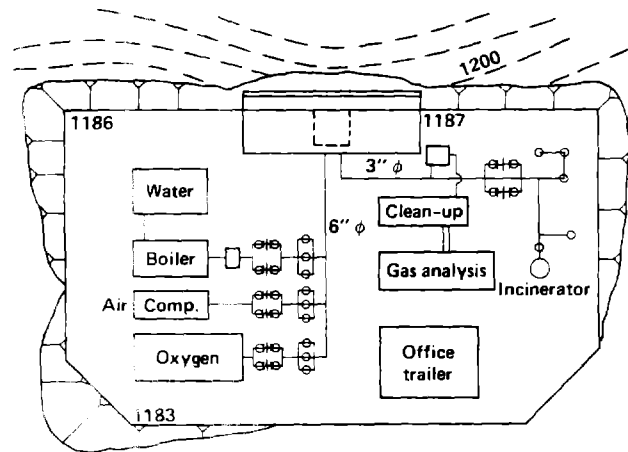 1200
1186
1187
3" φ
Water
Clean-up
6" φ
Boiler
Gas analysis
Incinerator
Air Comp.
Oxygen
Office
trailer
1183